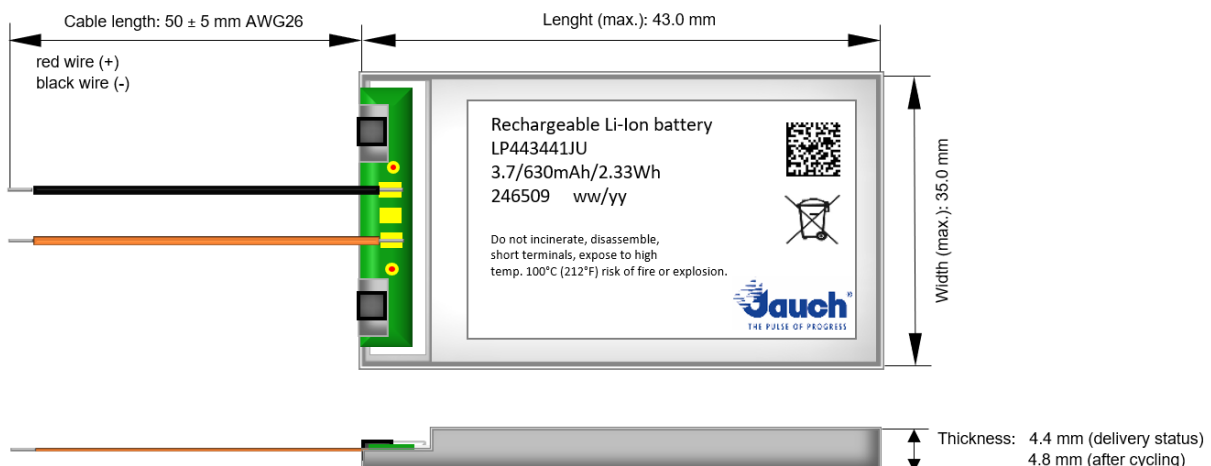 Cable length: 50 ± 5 mm AWG26
Lenght (max.): 43.0 mm
red wire (+)
black wire (-)
Rechargeable Li-Ion battery
LP443441JU
3.7/630mAh/2.33Wh
246509 ww/yy
Do not incinerate, disassemble,
short terminals, expose to high
temp. 100°C (212°F) risk of fire or explosion.
Jauch®
THE PULSE OF PROGRESS
Width (max.): 35.0 mm
Thickness: 4.4 mm (delivery status)
4.8 mm (after cycling)